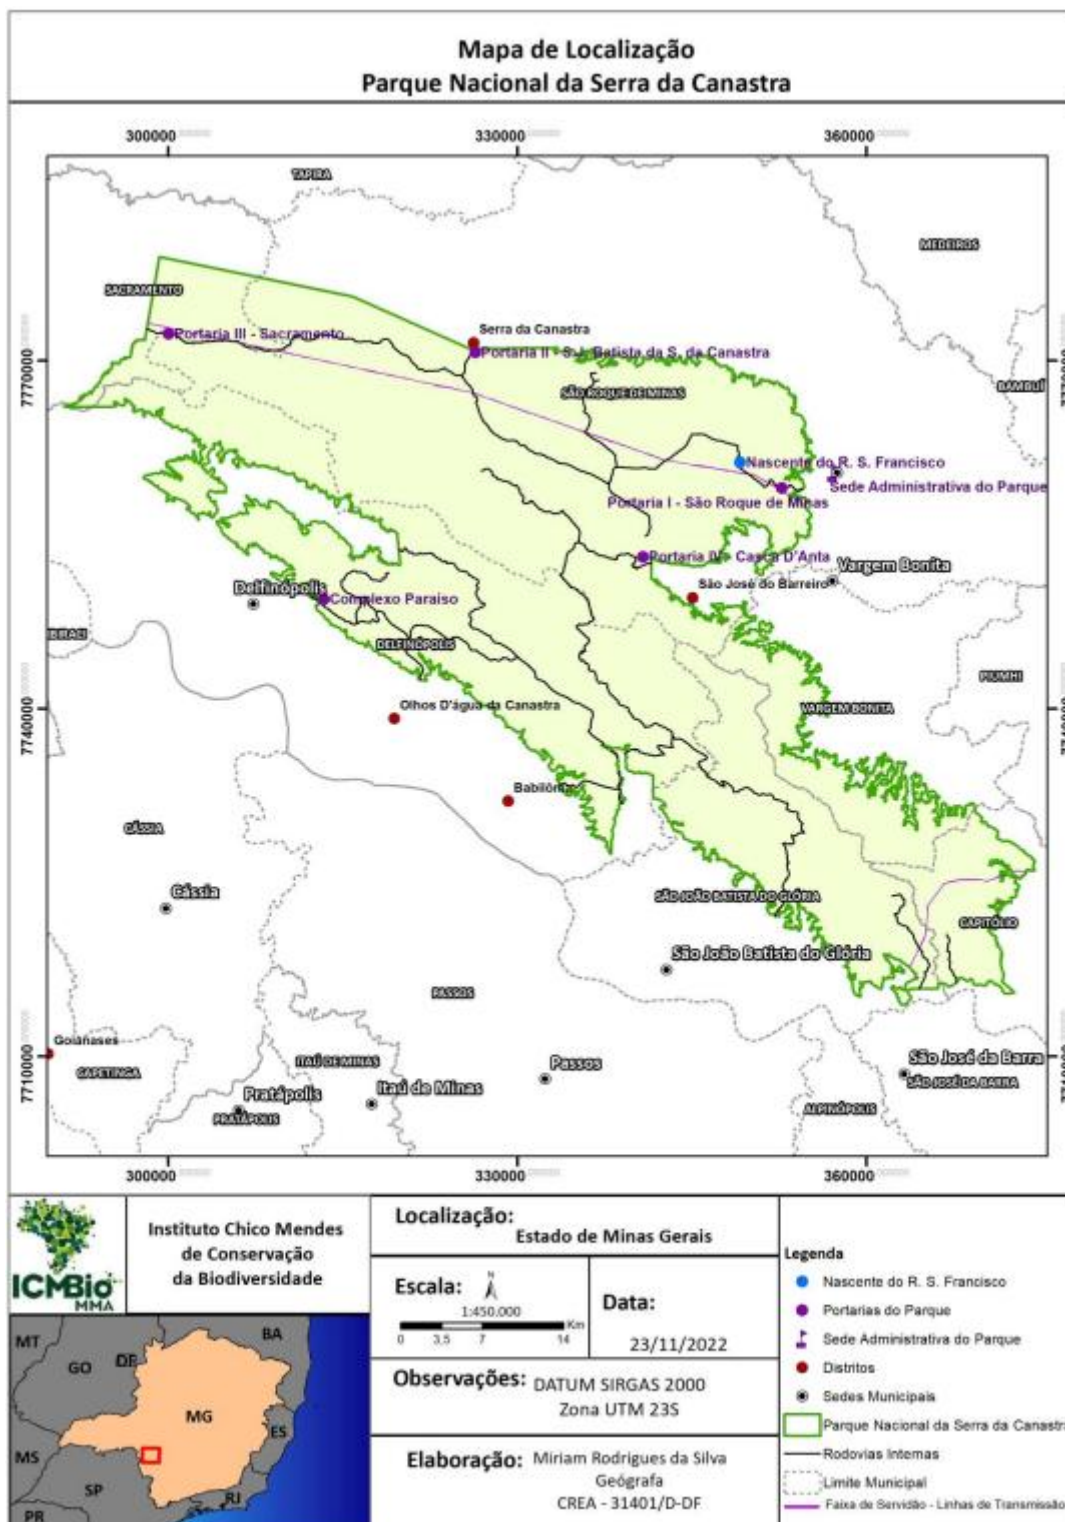 Mapa de Localização
Parque Nacional da Serra da Canastra
300000 330000 360000
TAPIRA
MEDEIROS
SACRAMENTO
Portaria III - Sacramento
Serra da Canastra
Portaria II - S.J. Batista da S. da Canastra
7770000
BAMBUÍ
SÃO ROQUE DE MINAS
Nascente do R. S. Francisco
Sede Administrativa do Parque
Portaria I - São Roque de Minas
Portaria IV - Casca D'Anta
Vargem Bonita
São José do Barreiro
Delfinópolis
Complexo Paraíso
IBIRACI
DELFINÓPOLIS
PIUMHI
Olhos D'água da Canastra
VARGEM BONITA
7740000
Babilônia
CÁSSIA
Cássia
SÃO JOÃO BATISTA DO GLÓRIA
CAPITÓLIO
São João Batista do Glória
PASSOS
Goianases
ITAÚ DE MINAS
Passos
São José da Barra
CAPETINGA
SÃO JOSÉ DA BARRA
7710000
Pratápolis
Itaú de Minas
PRATÁPOLIS
ALPINÓPOLIS
300000 330000 360000
ICMBio
MMA
Instituto Chico Mendes
de Conservação
da Biodiversidade
Localização:
Estado de Minas Gerais
Escala:
N
1:450.000
Km
0 3,5 7 14
Data:
23/11/2022
Observações: DATUM SIRGAS 2000
Zona UTM 23S
Elaboração: Miriam Rodrigues da Silva
Geógrafa
CREA - 31401/D-DF
Legenda
Nascente do R. S. Francisco
Portarias do Parque
Sede Administrativa do Parque
Distritos
Sedes Municipais
Parque Nacional da Serra da Canastra
Rodovias Internas
Limite Municipal
Faixa de Servidão - Linhas de Transmissão
MT
GO
DF
BA
MG
ES
MS
SP
RJ
PR